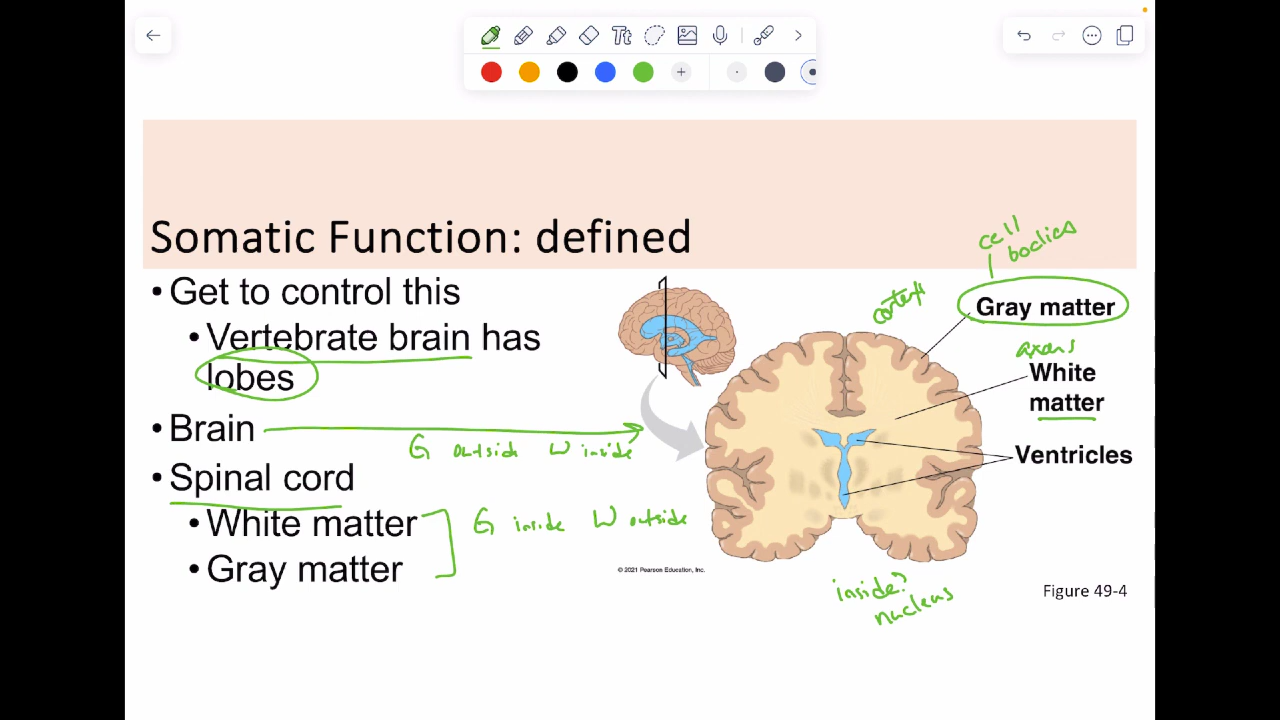 Tt
Somatic Function: defined
• Get to control this
• Vertebrate brain has
lobes
• Brain
G outside W inside
• Spinal cord
• White matter
• Gray matter
G inside W outside
cell
bodies
cortex
Gray matter
axons
White
matter
Ventricles
© 2021 Pearson Education, Inc.
inside?
nucleus
Figure 49-4